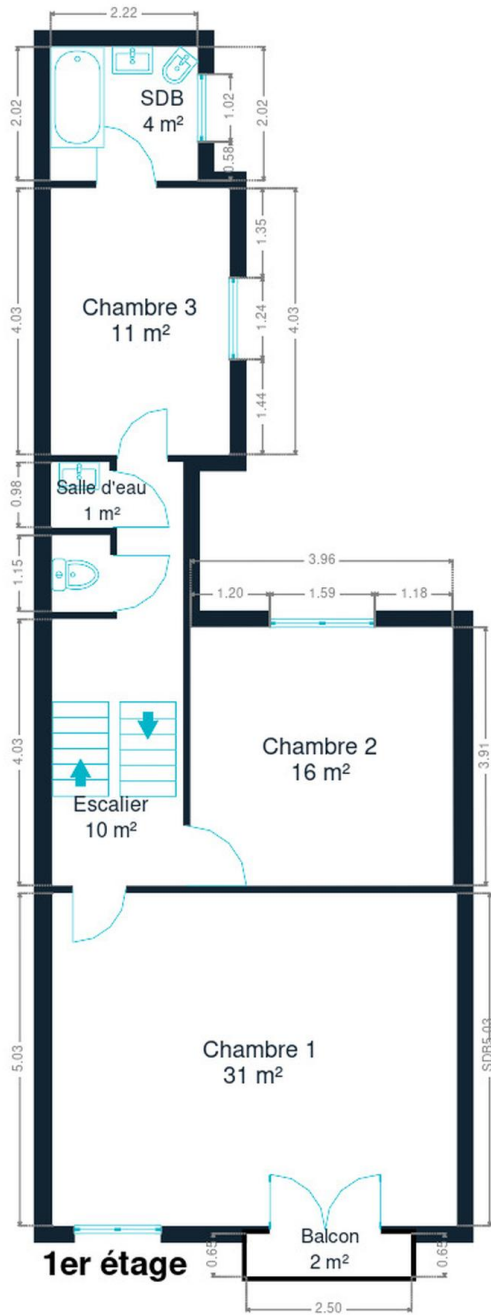 2.22
2.02
SDB
4 m²
1.02
2.02
0.58
4.03
Chambre 3
11 m²
1.35
1.24
4.03
1.44
0.98
Salle d'eau
1 m²
1.15
3.96
1.20
1.59
1.18
4.03
Escalier
10 m²
Chambre 2
16 m²
3.91
5.03
Chambre 1
31 m²
SDB5.03
1er étage
0.65
Balcon
2 m²
0.65
2.50